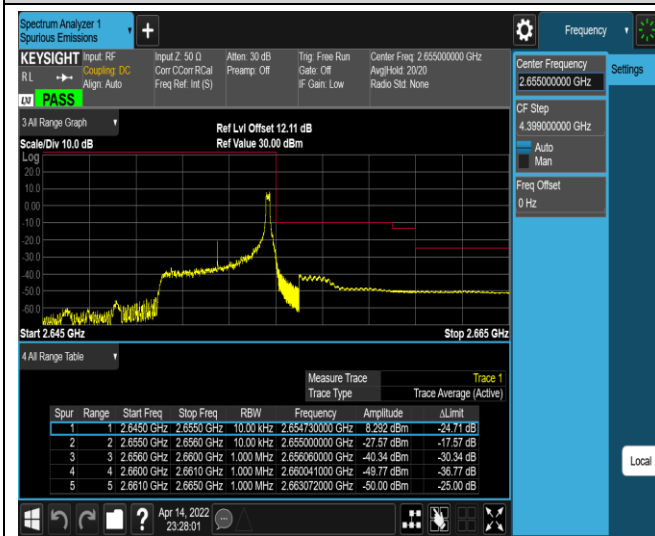 Spectrum Analyzer 1
Spurious Emissions
+
Frequency
KEYSIGHT Input: RF Input Z: 50 Ω Atten: 30 dB Trig: Free Run Center Freq: 2.655000000 GHz
RL Coupling: DC Corr CCorr RCal Preamp: Off Gate: Off Avg|Hold: 20/20
Align: Auto Freq Ref: Int (S) IF Gain: Low Radio Std: None
LXI PASS
Center Frequency
2.655000000 GHz
Settings
CF Step
4.399000000 GHz
Auto
Man
Freq Offset
0 Hz
3 All Range Graph
Ref Lvl Offset 12.11 dB
Scale/Div 10.0 dB Ref Value 30.00 dBm
Log
20.0
10.0
0.00
-10.0
-20.0
-30.0
-40.0
-50.0
-60.0
Start 2.645 GHz Stop 2.665 GHz
4 All Range Table
Measure Trace Trace 1
Trace Type Trace Average (Active)
Spur Range Start Freq Stop Freq RBW Frequency Amplitude ΔLimit
1 1 2.6450 GHz 2.6550 GHz 10.00 kHz 2.654730000 GHz 8.292 dBm -24.71 dB
2 2 2.6550 GHz 2.6560 GHz 10.00 kHz 2.655000000 GHz -27.57 dBm -17.57 dB
3 3 2.6560 GHz 2.6600 GHz 1.000 MHz 2.656060000 GHz -40.34 dBm -30.34 dB
4 4 2.6600 GHz 2.6610 GHz 1.000 MHz 2.660041000 GHz -49.77 dBm -36.77 dB
5 5 2.6610 GHz 2.6650 GHz 1.000 MHz 2.663072000 GHz -50.00 dBm -25.00 dB
Local
? Apr 14, 2022
23:28:01